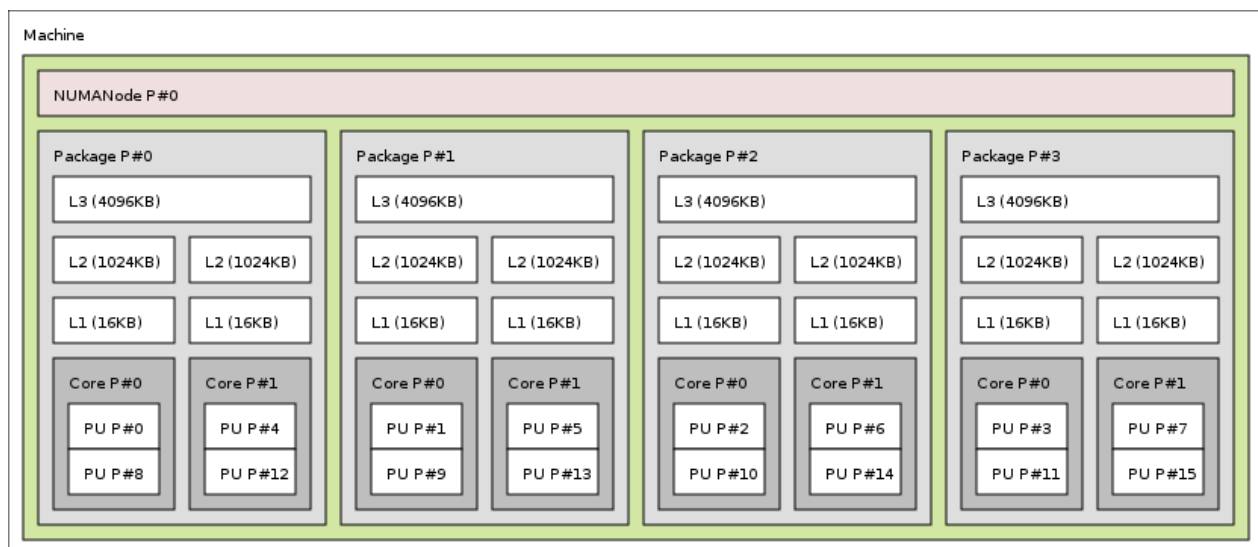 Machine
NUMANode P#0
Package P#0
L3 (4096KB)
L2 (1024KB) L2 (1024KB)
L1 (16KB) L1 (16KB)
Core P#0 Core P#1
PU P#0 PU P#4
PU P#8 PU P#12
Package P#1
L3 (4096KB)
L2 (1024KB) L2 (1024KB)
L1 (16KB) L1 (16KB)
Core P#0 Core P#1
PU P#1 PU P#5
PU P#9 PU P#13
Package P#2
L3 (4096KB)
L2 (1024KB) L2 (1024KB)
L1 (16KB) L1 (16KB)
Core P#0 Core P#1
PU P#2 PU P#6
PU P#10 PU P#14
Package P#3
L3 (4096KB)
L2 (1024KB) L2 (1024KB)
L1 (16KB) L1 (16KB)
Core P#0 Core P#1
PU P#3 PU P#7
PU P#11 PU P#15